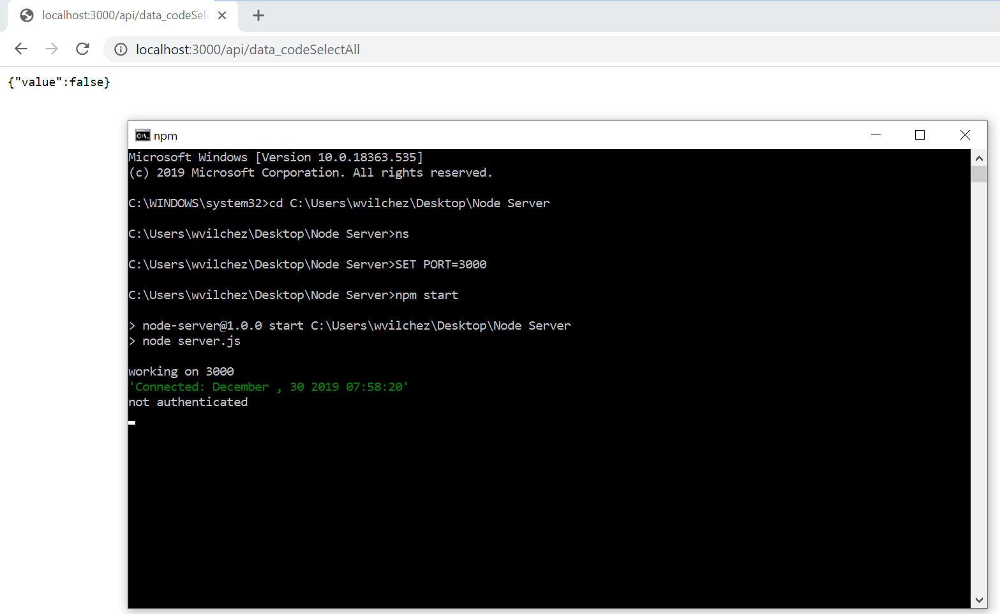 localhost:3000/api/data_codeSele
localhost:3000/api/data_codeSelectAll
{"value":false}
npm
Microsoft Windows [Version 10.0.18363.535]
(c) 2019 Microsoft Corporation. All rights reserved.
C:\WINDOWS\system32>cd C:\Users\wvilchez\Desktop\Node Server
C:\Users\wvilchez\Desktop\Node Server>ns
C:\Users\wvilchez\Desktop\Node Server>SET PORT=3000
C:\Users\wvilchez\Desktop\Node Server>npm start
> node-server@1.0.0 start C:\Users\wvilchez\Desktop\Node Server
> node server.js
working on 3000
'Connected: December , 30 2019 07:58:20'
not authenticated